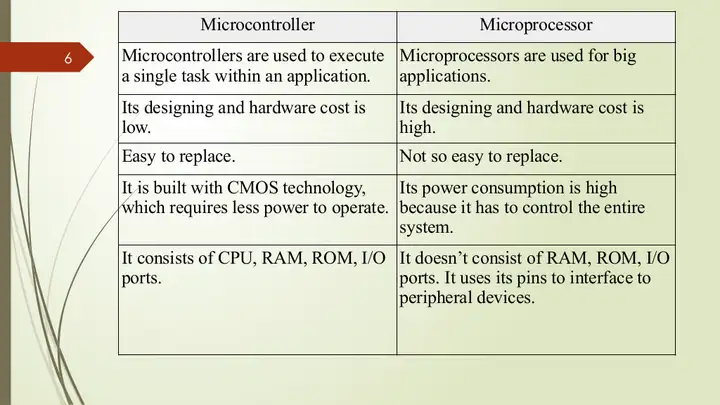 6
Microcontroller
Microprocessor
Microcontrollers are used to execute
a single task within an application.
Microprocessors are used for big
applications.
Its designing and hardware cost is
low.
Its designing and hardware cost is
high.
Easy to replace.
Not so easy to replace.
It is built with CMOS technology,
which requires less power to operate.
Its power consumption is high
because it has to control the entire
system.
It consists of CPU, RAM, ROM, I/O
ports.
It doesn’t consist of RAM, ROM, I/O
ports. It uses its pins to interface to
peripheral devices.